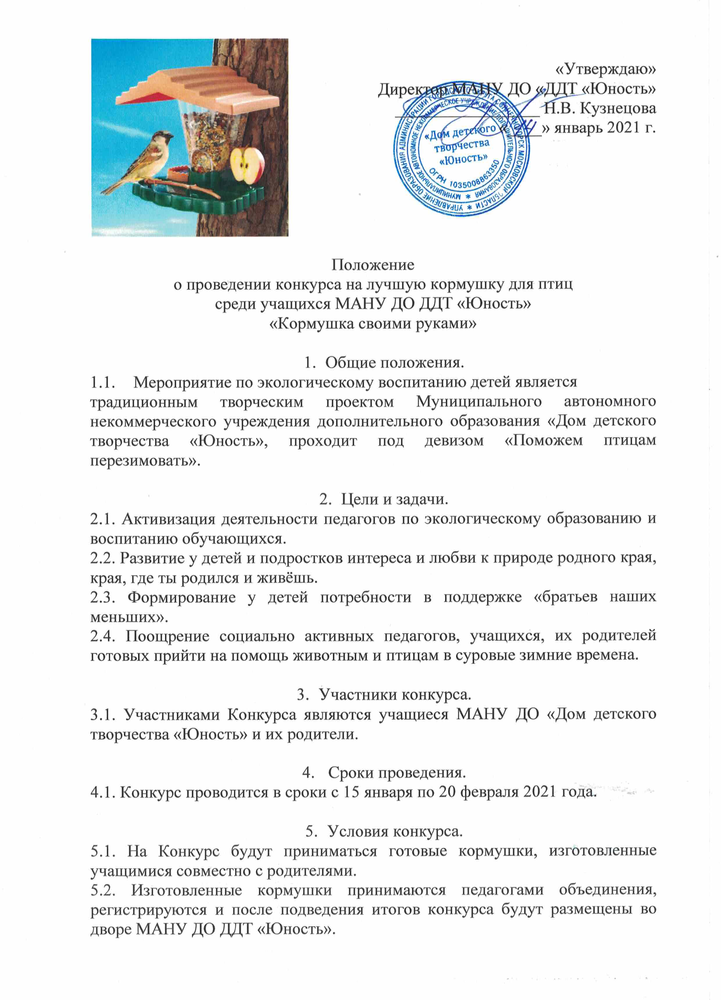 «Утверждаю»
Директор МАНУ ДО «ДДТ «Юность»
Н.В. Кузнецова
«14» январь 2021 г.
УПРАВЛЕНИЕ ОБРАЗОВАНИЯ АДМИНИСТРАЦИИ ГОРОДСКОГО ОКРУГА СОЛНЕЧНОГОРСК МОСКОВСКОЙ ОБЛАСТИ *
МУНИЦИПАЛЬНОЕ АВТОНОМНОЕ НЕКОММЕРЧЕСКОЕ УЧРЕЖДЕНИЕ ДОПОЛНИТЕЛЬНОГО ОБРАЗОВАНИЯ *
«Дом детского
творчества
«Юность»
ОГРН 1035008863350
Положение
о проведении конкурса на лучшую кормушку для птиц
среди учащихся МАНУ ДО ДДТ «Юность»
«Кормушка своими руками»
1. Общие положения.
1.1. Мероприятие по экологическому воспитанию детей является
традиционным творческим проектом Муниципального автономного
некоммерческого учреждения дополнительного образования «Дом детского
творчества «Юность», проходит под девизом «Поможем птицам
перезимовать».
2. Цели и задачи.
2.1. Активизация деятельности педагогов по экологическому образованию и
воспитанию обучающихся.
2.2. Развитие у детей и подростков интереса и любви к природе родного края,
края, где ты родился и живёшь.
2.3. Формирование у детей потребности в поддержке «братьев наших
меньших».
2.4. Поощрение социально активных педагогов, учащихся, их родителей
готовых прийти на помощь животным и птицам в суровые зимние времена.
3. Участники конкурса.
3.1. Участниками Конкурса являются учащиеся МАНУ ДО «Дом детского
творчества «Юность» и их родители.
4. Сроки проведения.
4.1. Конкурс проводится в сроки с 15 января по 20 февраля 2021 года.
5. Условия конкурса.
5.1. На Конкурс будут приниматься готовые кормушки, изготовленные
учащимися совместно с родителями.
5.2. Изготовленные кормушки принимаются педагогами объединения,
регистрируются и после подведения итогов конкурса будут размещены во
дворе МАНУ ДО ДДТ «Юность».